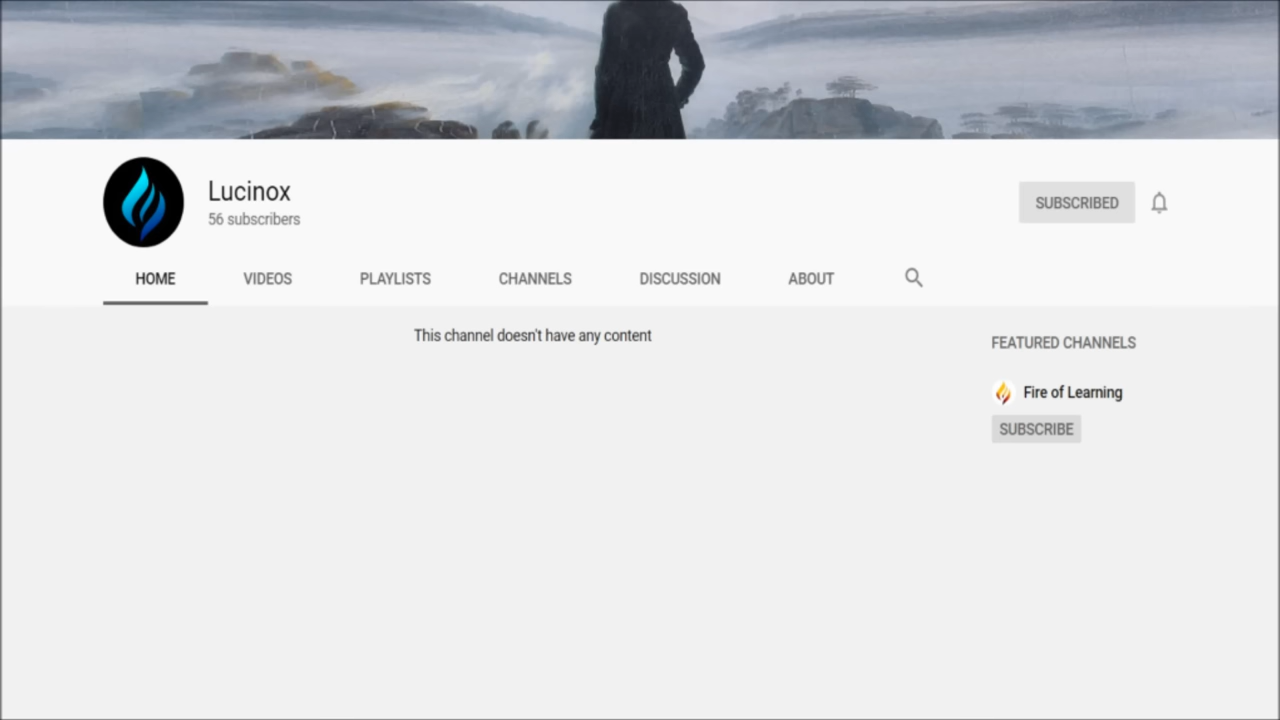 Lucinox
56 subscribers
SUBSCRIBED
HOME VIDEOS PLAYLISTS CHANNELS DISCUSSION ABOUT
This channel doesn't have any content
FEATURED CHANNELS
Fire of Learning
SUBSCRIBE